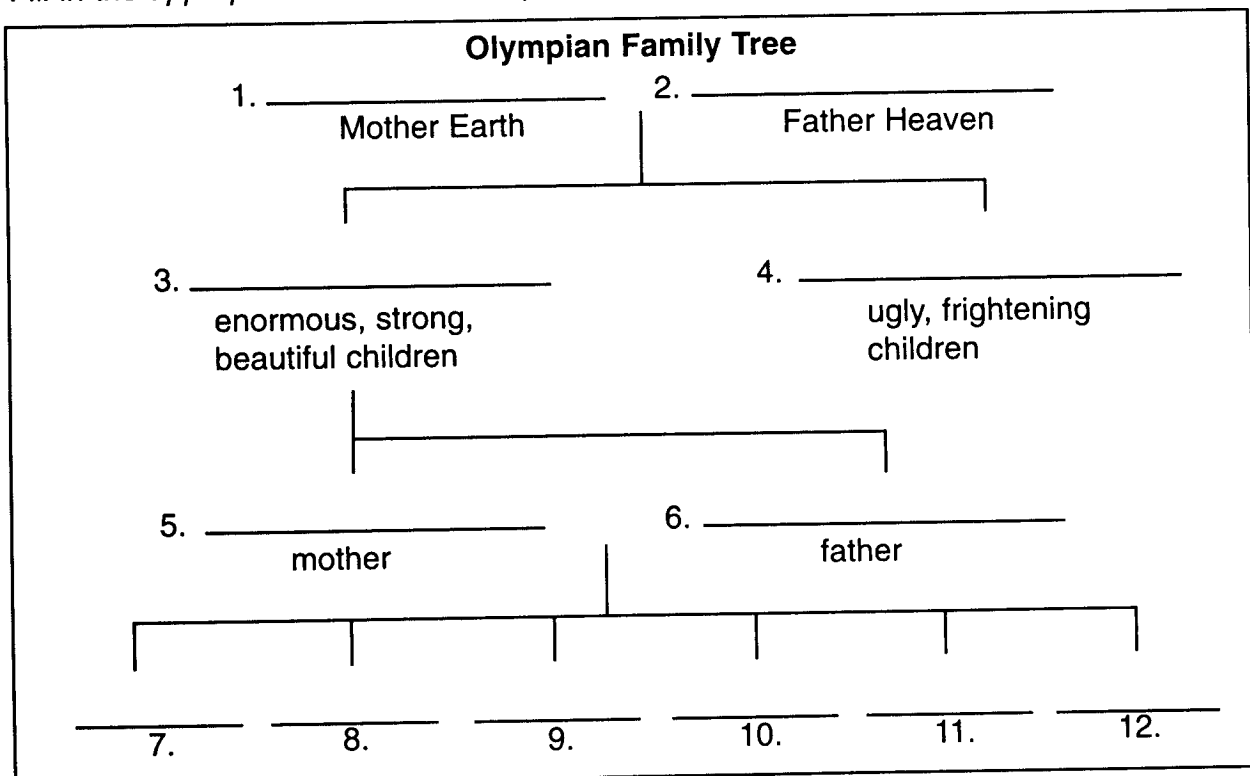 Olympian Family Tree
1. 2.
Mother Earth Father Heaven
3. 4.
enormous, strong,
beautiful children
ugly, frightening
children
5. 6.
mother father
7. 8. 9. 10. 11. 12.